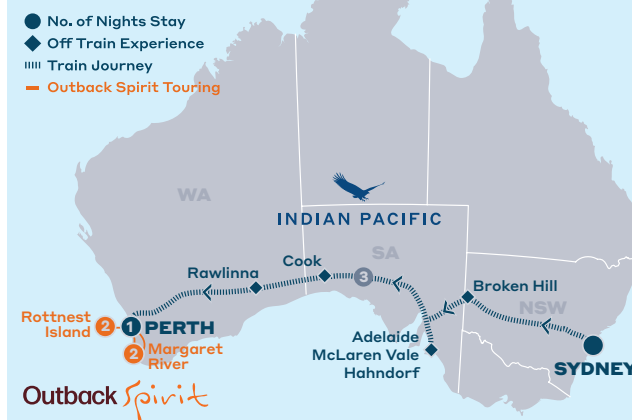 No. of Nights Stay
Off Train Experience
Train Journey
Outback Spirit Touring
WA
INDIAN PACIFIC
SA
3
Cook
Rawlinna
Broken Hill
NSW
Rottnest
Island
2
1
PERTH
2
Margaret
River
Adelaide
McLaren Vale
Hahndorf
SYDNEY
Outback Spirit